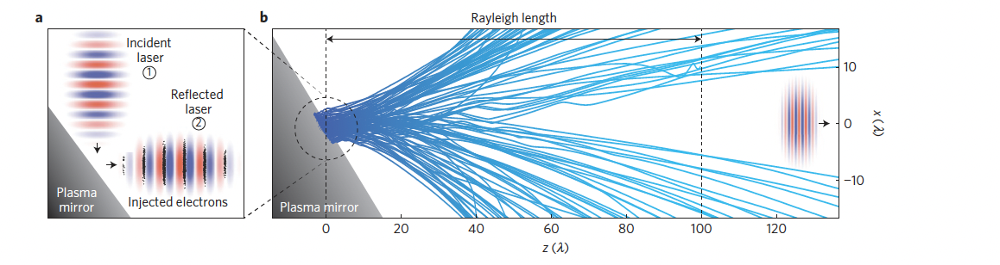 a
Incident
laser
1
Reflected
laser
2
Plasma
mirror
Injected electrons
b
Rayleigh length
Plasma mirror
10
0
−10
x (λ)
0 20 40 60 80 100 120
z (λ)